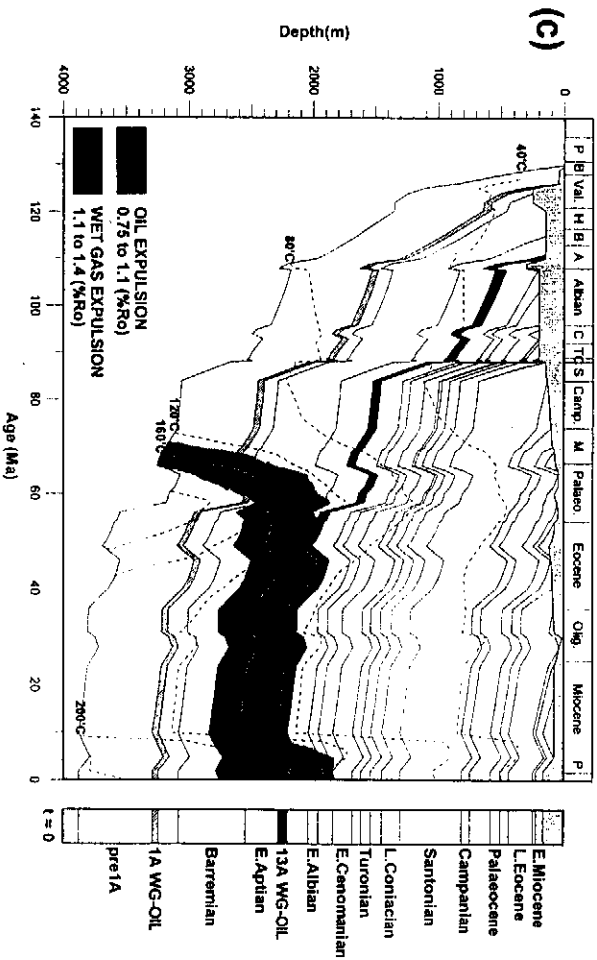 (c)
P B Val. H B A Albian C T C S Camp. M Palaeo. Eocene Olig. Miocene P
Depth(m)
0
1000
2000
3000
4000
40°C
80°C
120°C
160°C
200°C
OIL EXPULSION
0.75 to 1.1 (%Ro)
WET GAS EXPULSION
1.1 to 1.4 (%Ro)
140 120 100 80 60 40 20 0
Age (Ma)
t = 0
E.Miocene
L.Eocene
Palaeocene
Campanian
Santonian
L.Coniacian
Turonian
E.Cenomanian
E.Albian
13A WG-OIL
E.Aptian
Barremian
1A WG-OIL
pre1A